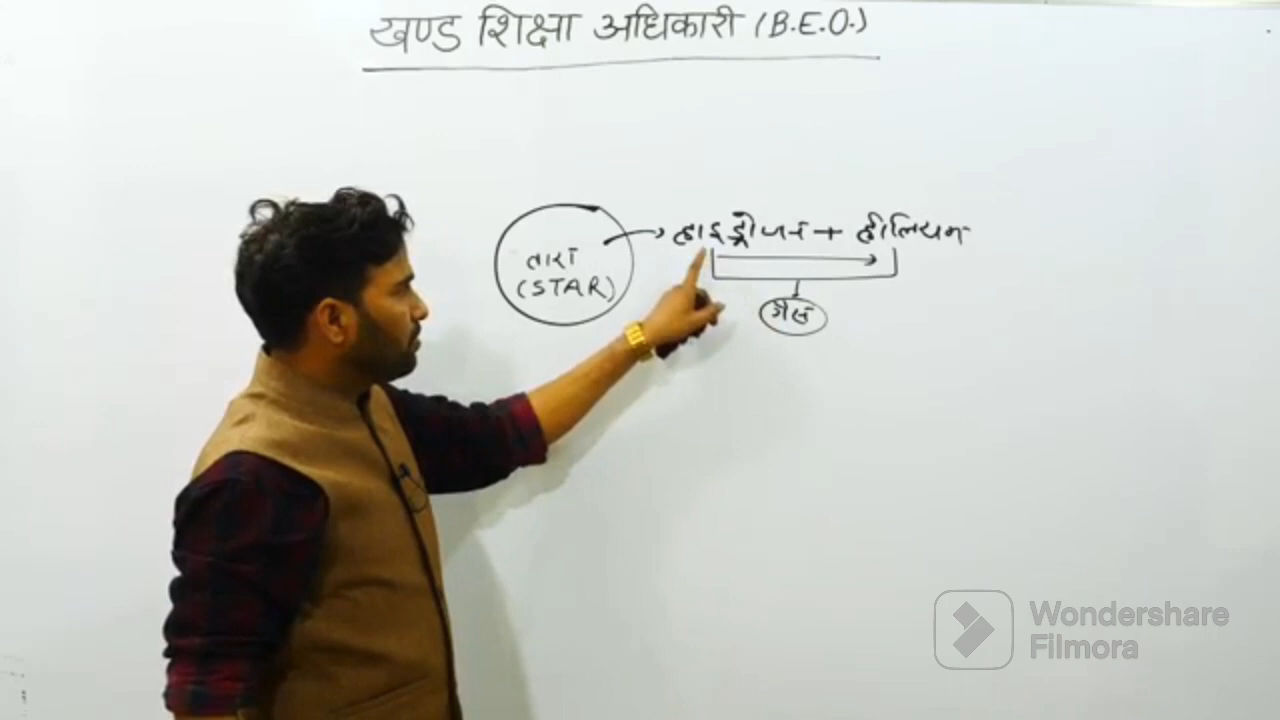 खण्ड शिक्षा अधिकारी (B.E.O.)
तारा
(STAR)
हाइड्रोजन + हीलियम
गैस
Wondershare
Filmora